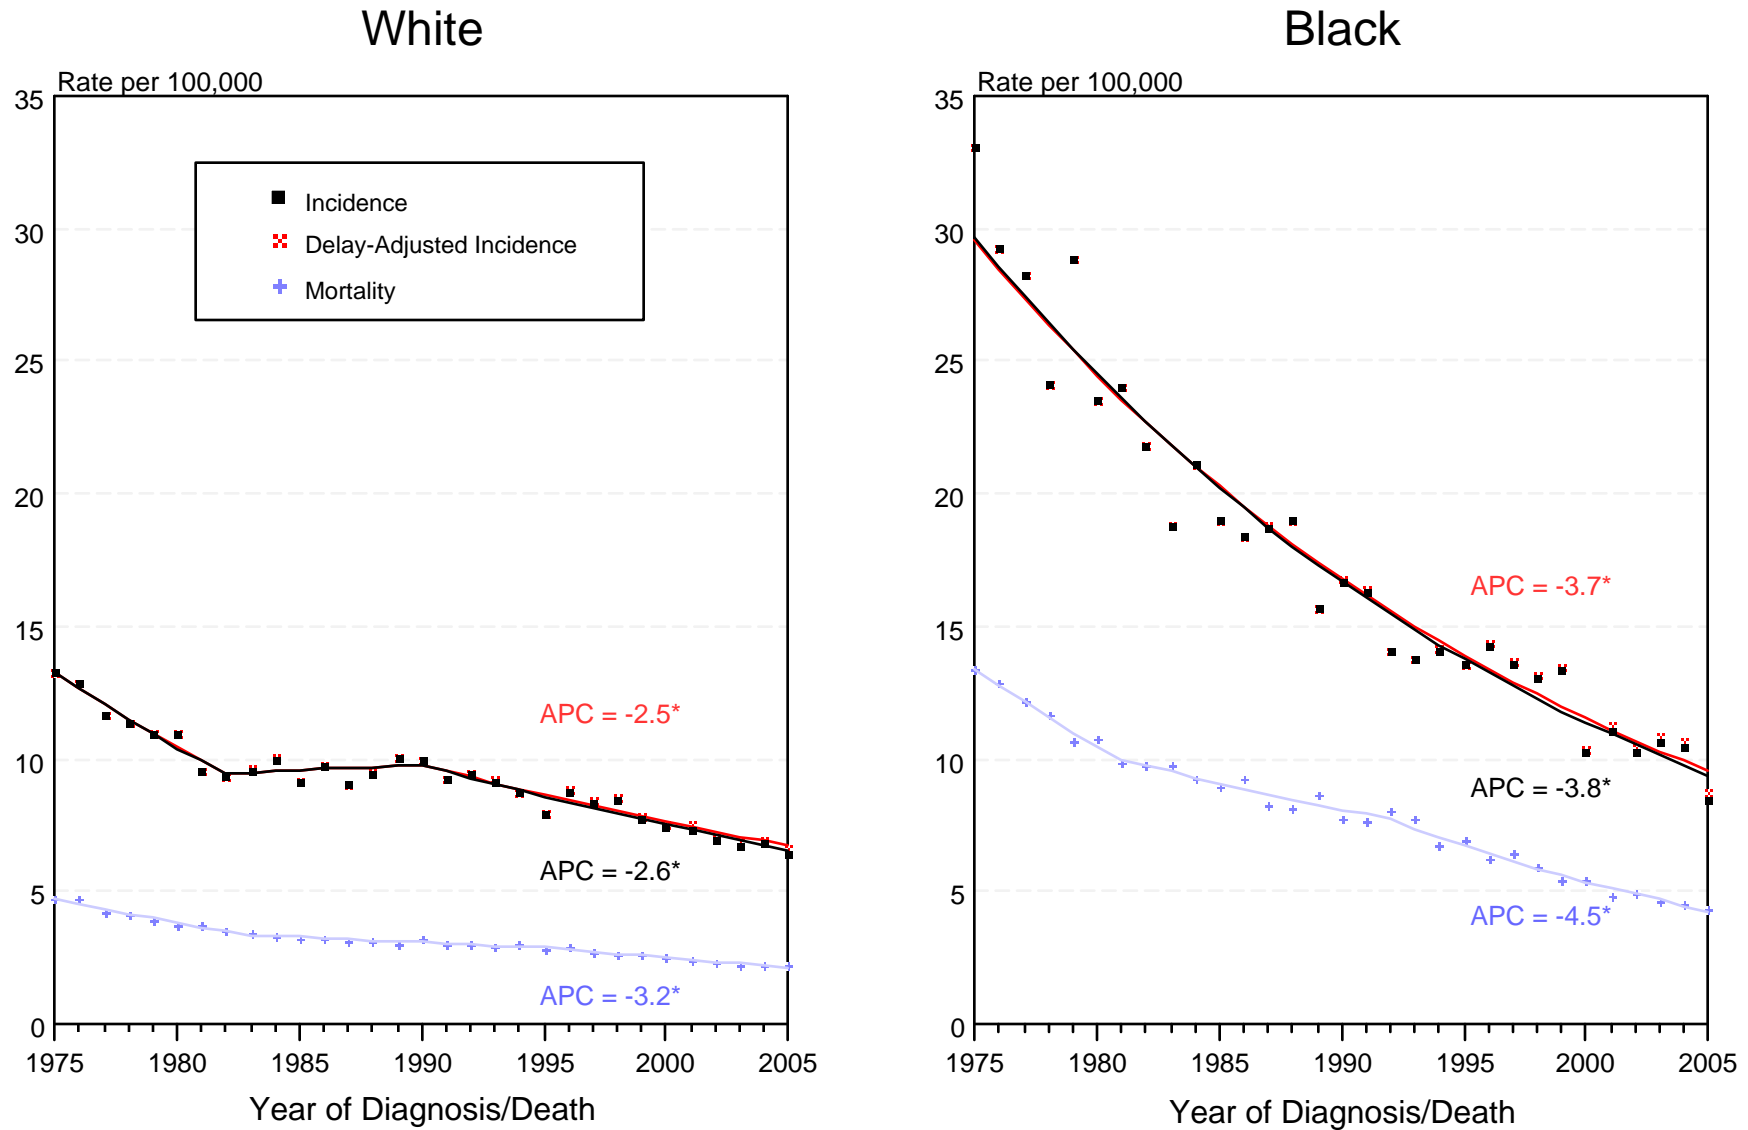 White
Rate per 100,000
35
30
25
20
15
10
5
0
Incidence
Delay-Adjusted Incidence
Mortality
APC = -2.5*
APC = -2.6*
APC = -3.2*
1975 1980 1985 1990 1995 2000 2005
Year of Diagnosis/Death
Black
Rate per 100,000
35
30
25
20
15
10
5
0
APC = -3.7*
APC = -3.8*
APC = -4.5*
1975 1980 1985 1990 1995 2000 2005
Year of Diagnosis/Death